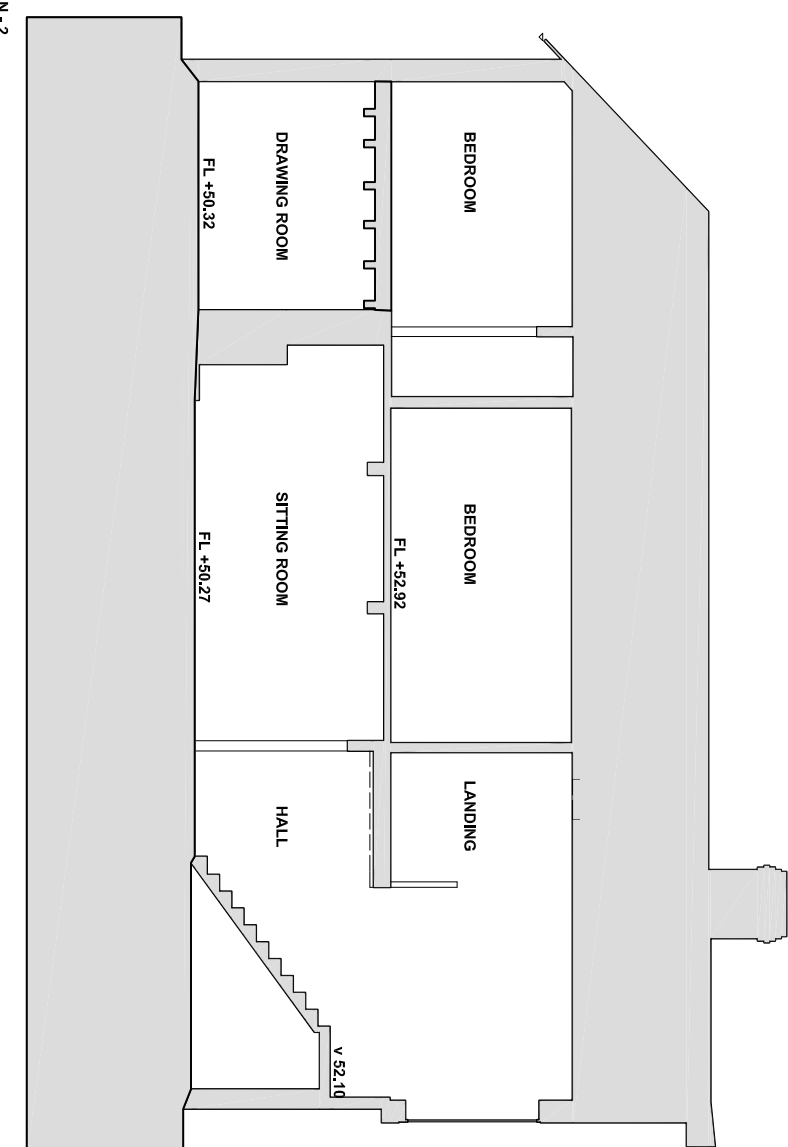 BEDROOM
DRAWING ROOM
FL +50.32
BEDROOM
FL +52.92
SITTING ROOM
FL +50.27
LANDING
HALL
v 52.10
N - 2